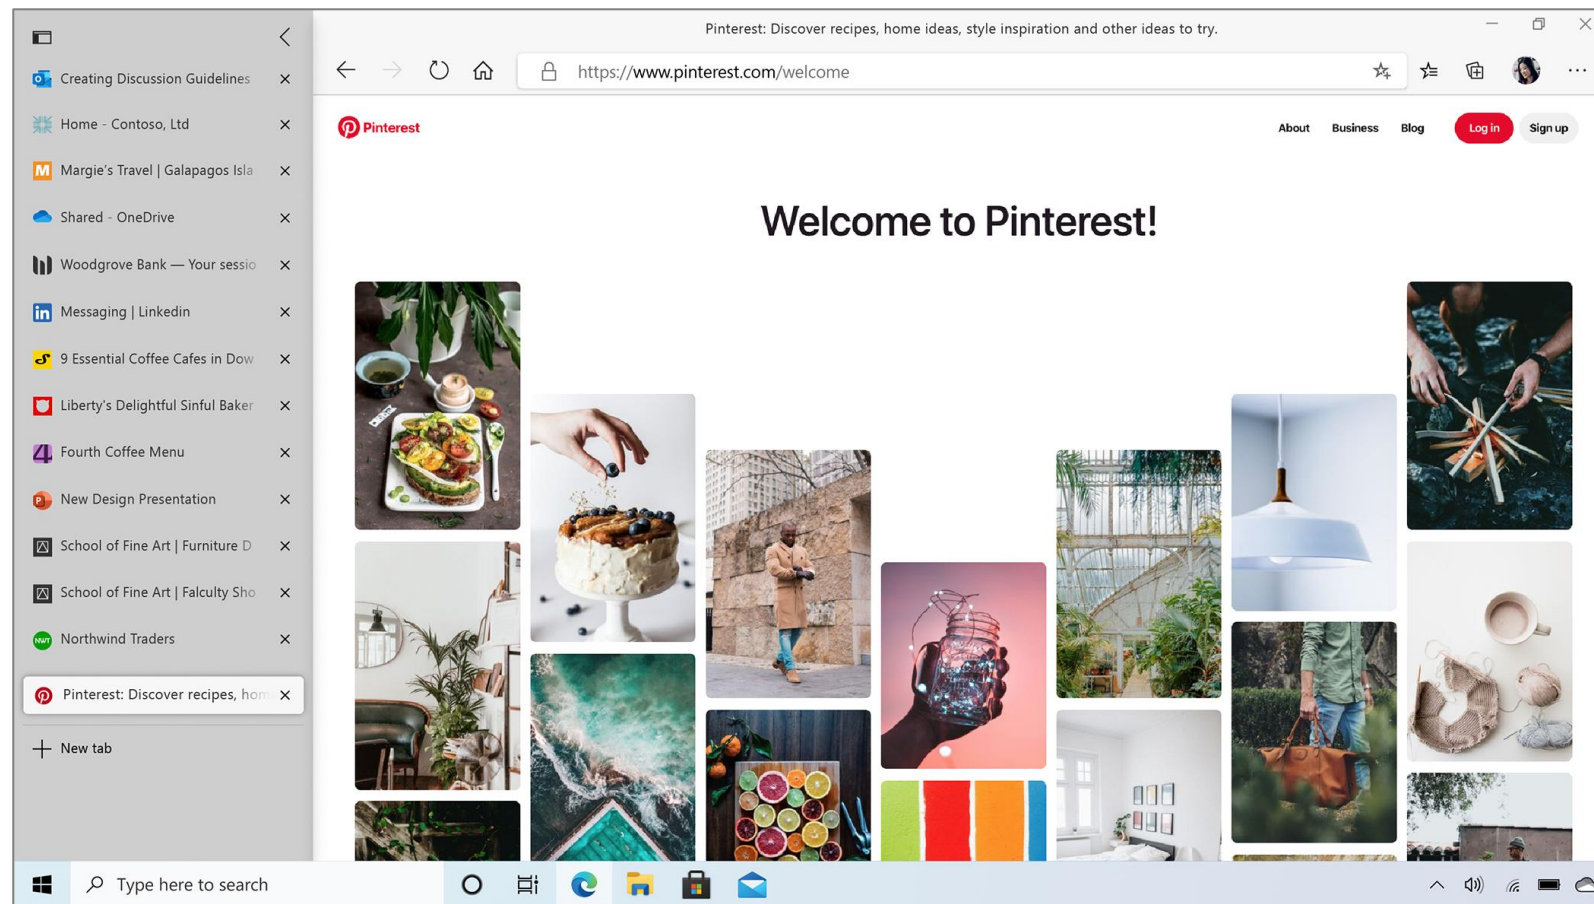 Creating Discussion Guidelines
Home - Contoso, Ltd
Margie's Travel | Galapagos Isla
Shared - OneDrive
Woodgrove Bank — Your sessio
Messaging | Linkedin
9 Essential Coffee Cafes in Dow
Liberty's Delightful Sinful Baker
Fourth Coffee Menu
New Design Presentation
School of Fine Art | Furniture D
School of Fine Art | Falculty Sho
Northwind Traders
Pinterest: Discover recipes, hom
New tab
Pinterest: Discover recipes, home ideas, style inspiration and other ideas to try.
https://www.pinterest.com/welcome
Pinterest
About Business Blog Log in Sign up
Welcome to Pinterest!
Type here to search